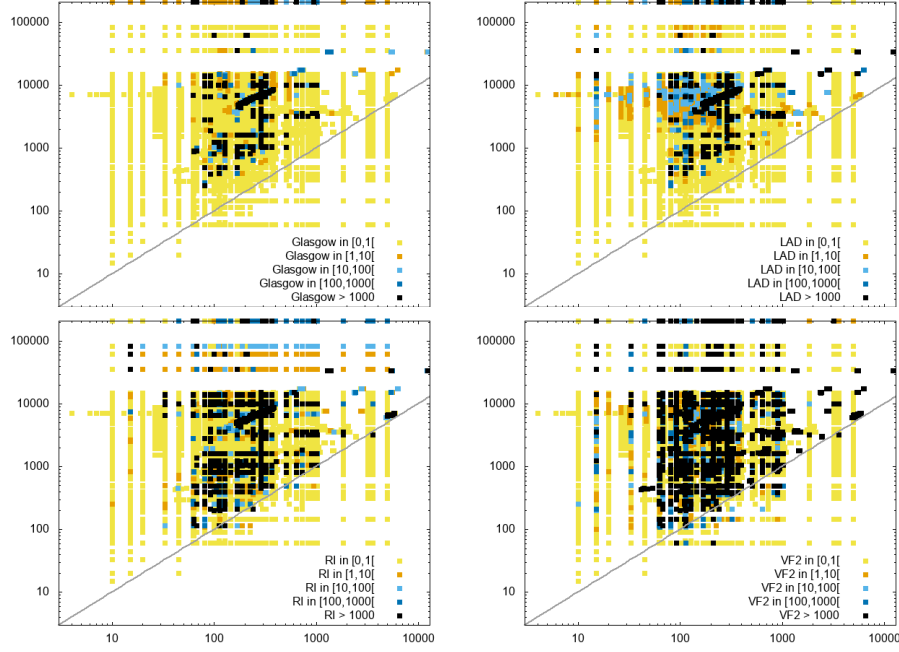 100000
10000
1000
100
10
Glasgow in [0,1[
Glasgow in [1,10[
Glasgow in [10,100[
Glasgow in [100,1000[
Glasgow > 1000
100000
10000
1000
100
10
LAD in [0,1[
LAD in [1,10[
LAD in [10,100[
LAD in [100,1000[
LAD > 1000
100000
10000
1000
100
10
RI in [0,1[
RI in [1,10[
RI in [10,100[
RI in [100,1000[
RI > 1000
10 100 1000 10000
100000
10000
1000
100
10
VF2 in [0,1[
VF2 in [1,10[
VF2 in [10,100[
VF2 in [100,1000[
VF2 > 1000
10 100 1000 10000